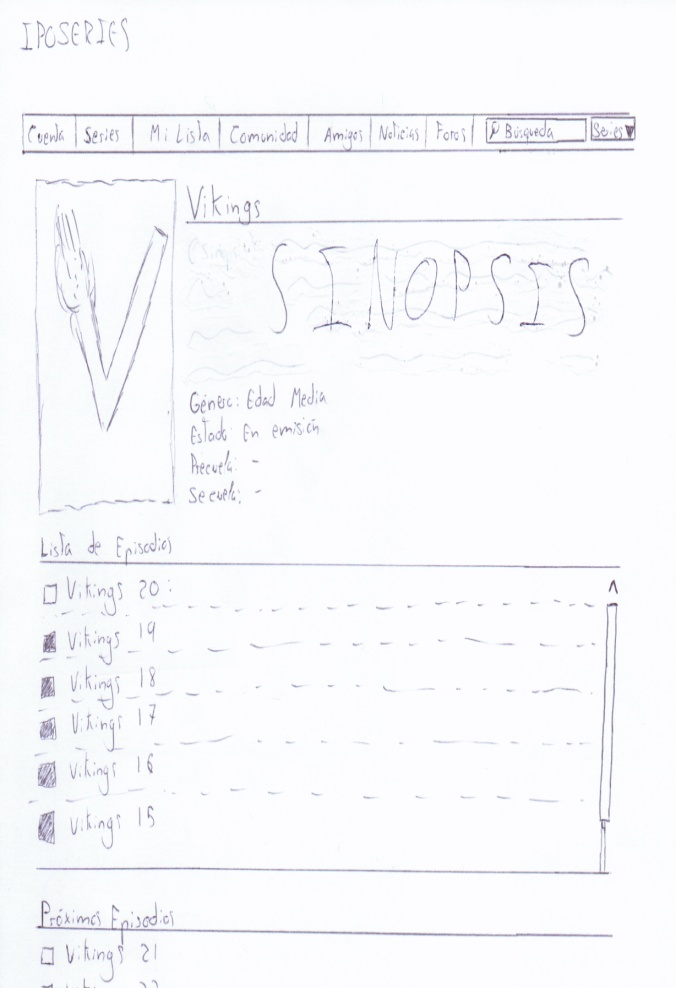 IPOSERIES
Cuenta Series Mi Lista Comunidad Amigos Noticias Foros Búsqueda Series
Vikings
SINOPSIS
Género: Edad Media
Estado: En emisión
Precuela: -
Secuela: -
Lista de Episodios
Vikings 20:
Vikings 19
Vikings 18
Vikings 17
Vikings 16
Vikings 15
Próximos Episodios
Vikings 21